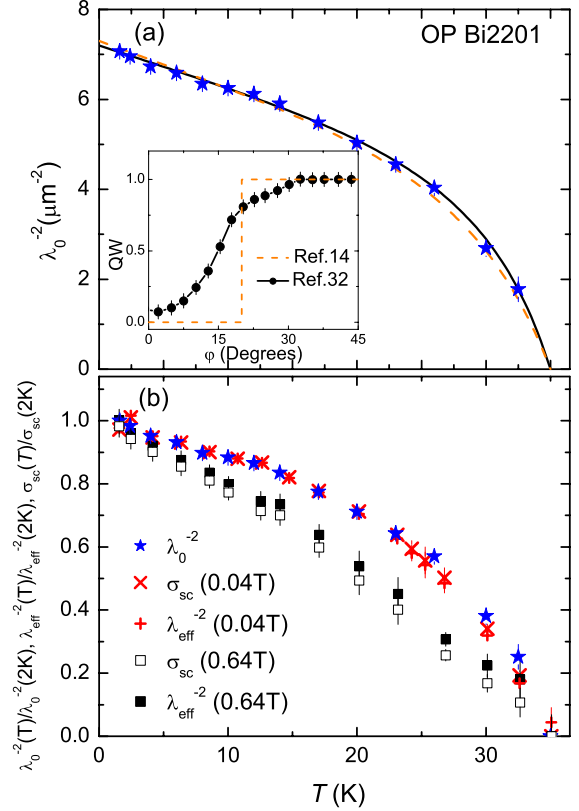 (a)
OP Bi2201
8
6
4
2
0
λ₀⁻²(μm⁻²)
1.0
0.5
0.0
QW
Ref.14
Ref.32
0 15 30 45
φ (Degrees)
(b)
1.0
0.8
0.6
0.4
0.2
0.0
λ₀⁻²(T)/λ₀⁻²(2K), λeff⁻²(T)/λeff⁻²(2K), σsc(T)/σsc(2K)
λ₀⁻²
σsc (0.04T)
λeff⁻² (0.04T)
σsc (0.64T)
λeff⁻² (0.64T)
0 5 10 15 20 25 30 35
T (K)